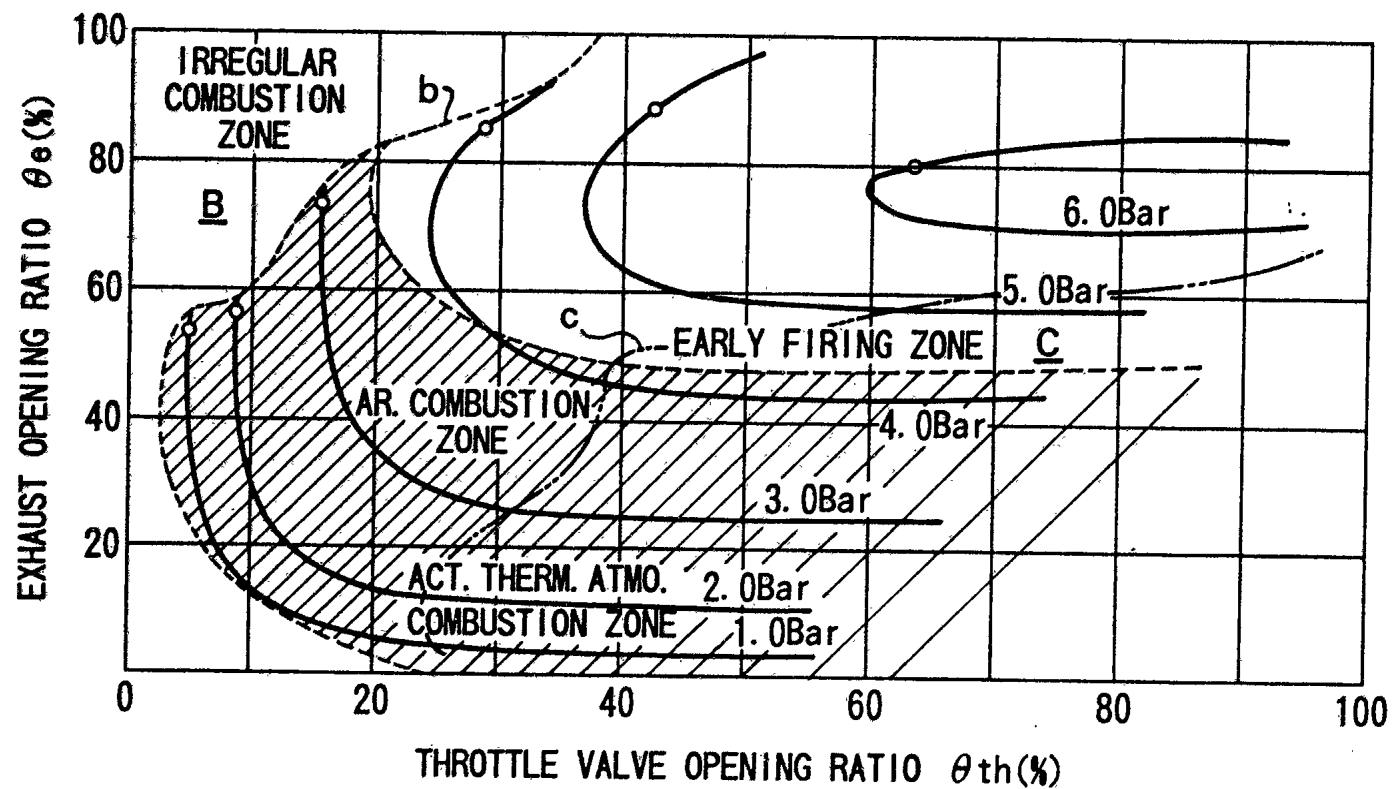 100
80
60
40
20
EXHAUST OPENING RATIO θe(%)
IRREGULAR
COMBUSTION
ZONE
b
B
6.0Bar
5.0Bar
c
EARLY FIRING ZONE
C
AR. COMBUSTION
ZONE
4.0Bar
3.0Bar
ACT. THERM. ATMO.
COMBUSTION ZONE
2.0Bar
1.0Bar
0 20 40 60 80 100
THROTTLE VALVE OPENING RATIO θth(%)